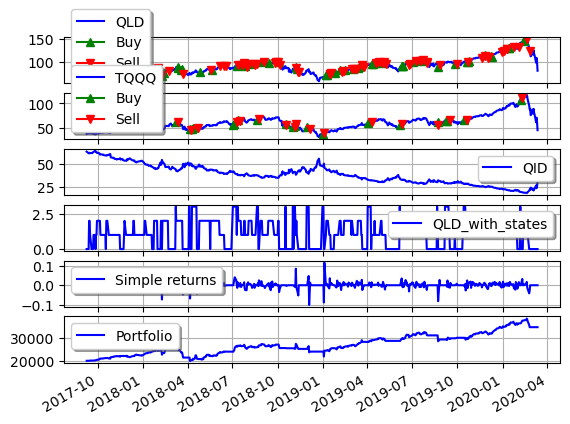 QLD
Buy
Sell
150
100
TQQQ
Buy
Sell
100
50
QID
50
25
QLD_with_states
2.5
0.0
Simple returns
0.1
0.0
−0.1
Portfolio
30000
20000
2017-10
2018-01
2018-04
2018-07
2018-10
2019-01
2019-04
2019-07
2019-10
2020-01
2020-04